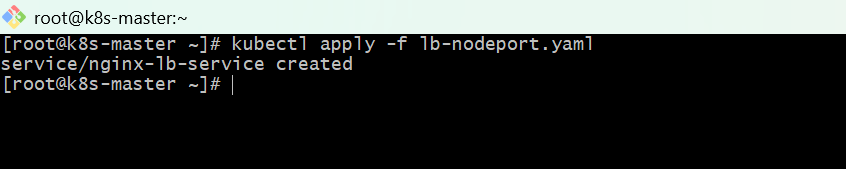 root@k8s-master:~
[root@k8s-master ~]# kubectl apply -f lb-nodeport.yaml
service/nginx-lb-service created
[root@k8s-master ~]#